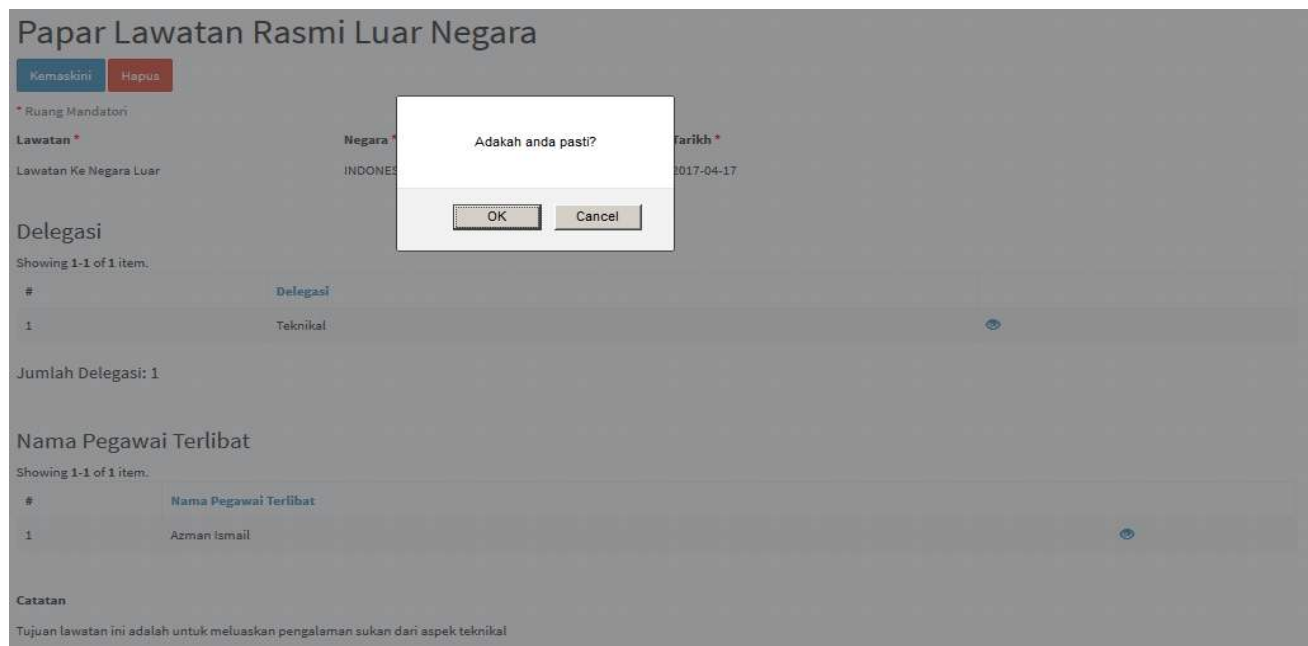 Papar Lawatan Rasmi Luar Negara
Kemaskini Hapus
* Ruang Mandatori
Lawatan * Negara * Tarikh *
Lawatan Ke Negara Luar 2017-04-17
Adakah anda pasti?
OK Cancel
Delegasi
Showing 1-1 of 1 item.
# Delegasi
1 Teknikal
Jumlah Delegasi: 1
Nama Pegawai Terlibat
Showing 1-1 of 1 item.
# Nama Pegawai Terlibat
1 Azman Ismail
Catatan
Tujuan lawatan ini adalah untuk meluaskan pengalaman sukan dari aspek teknikal